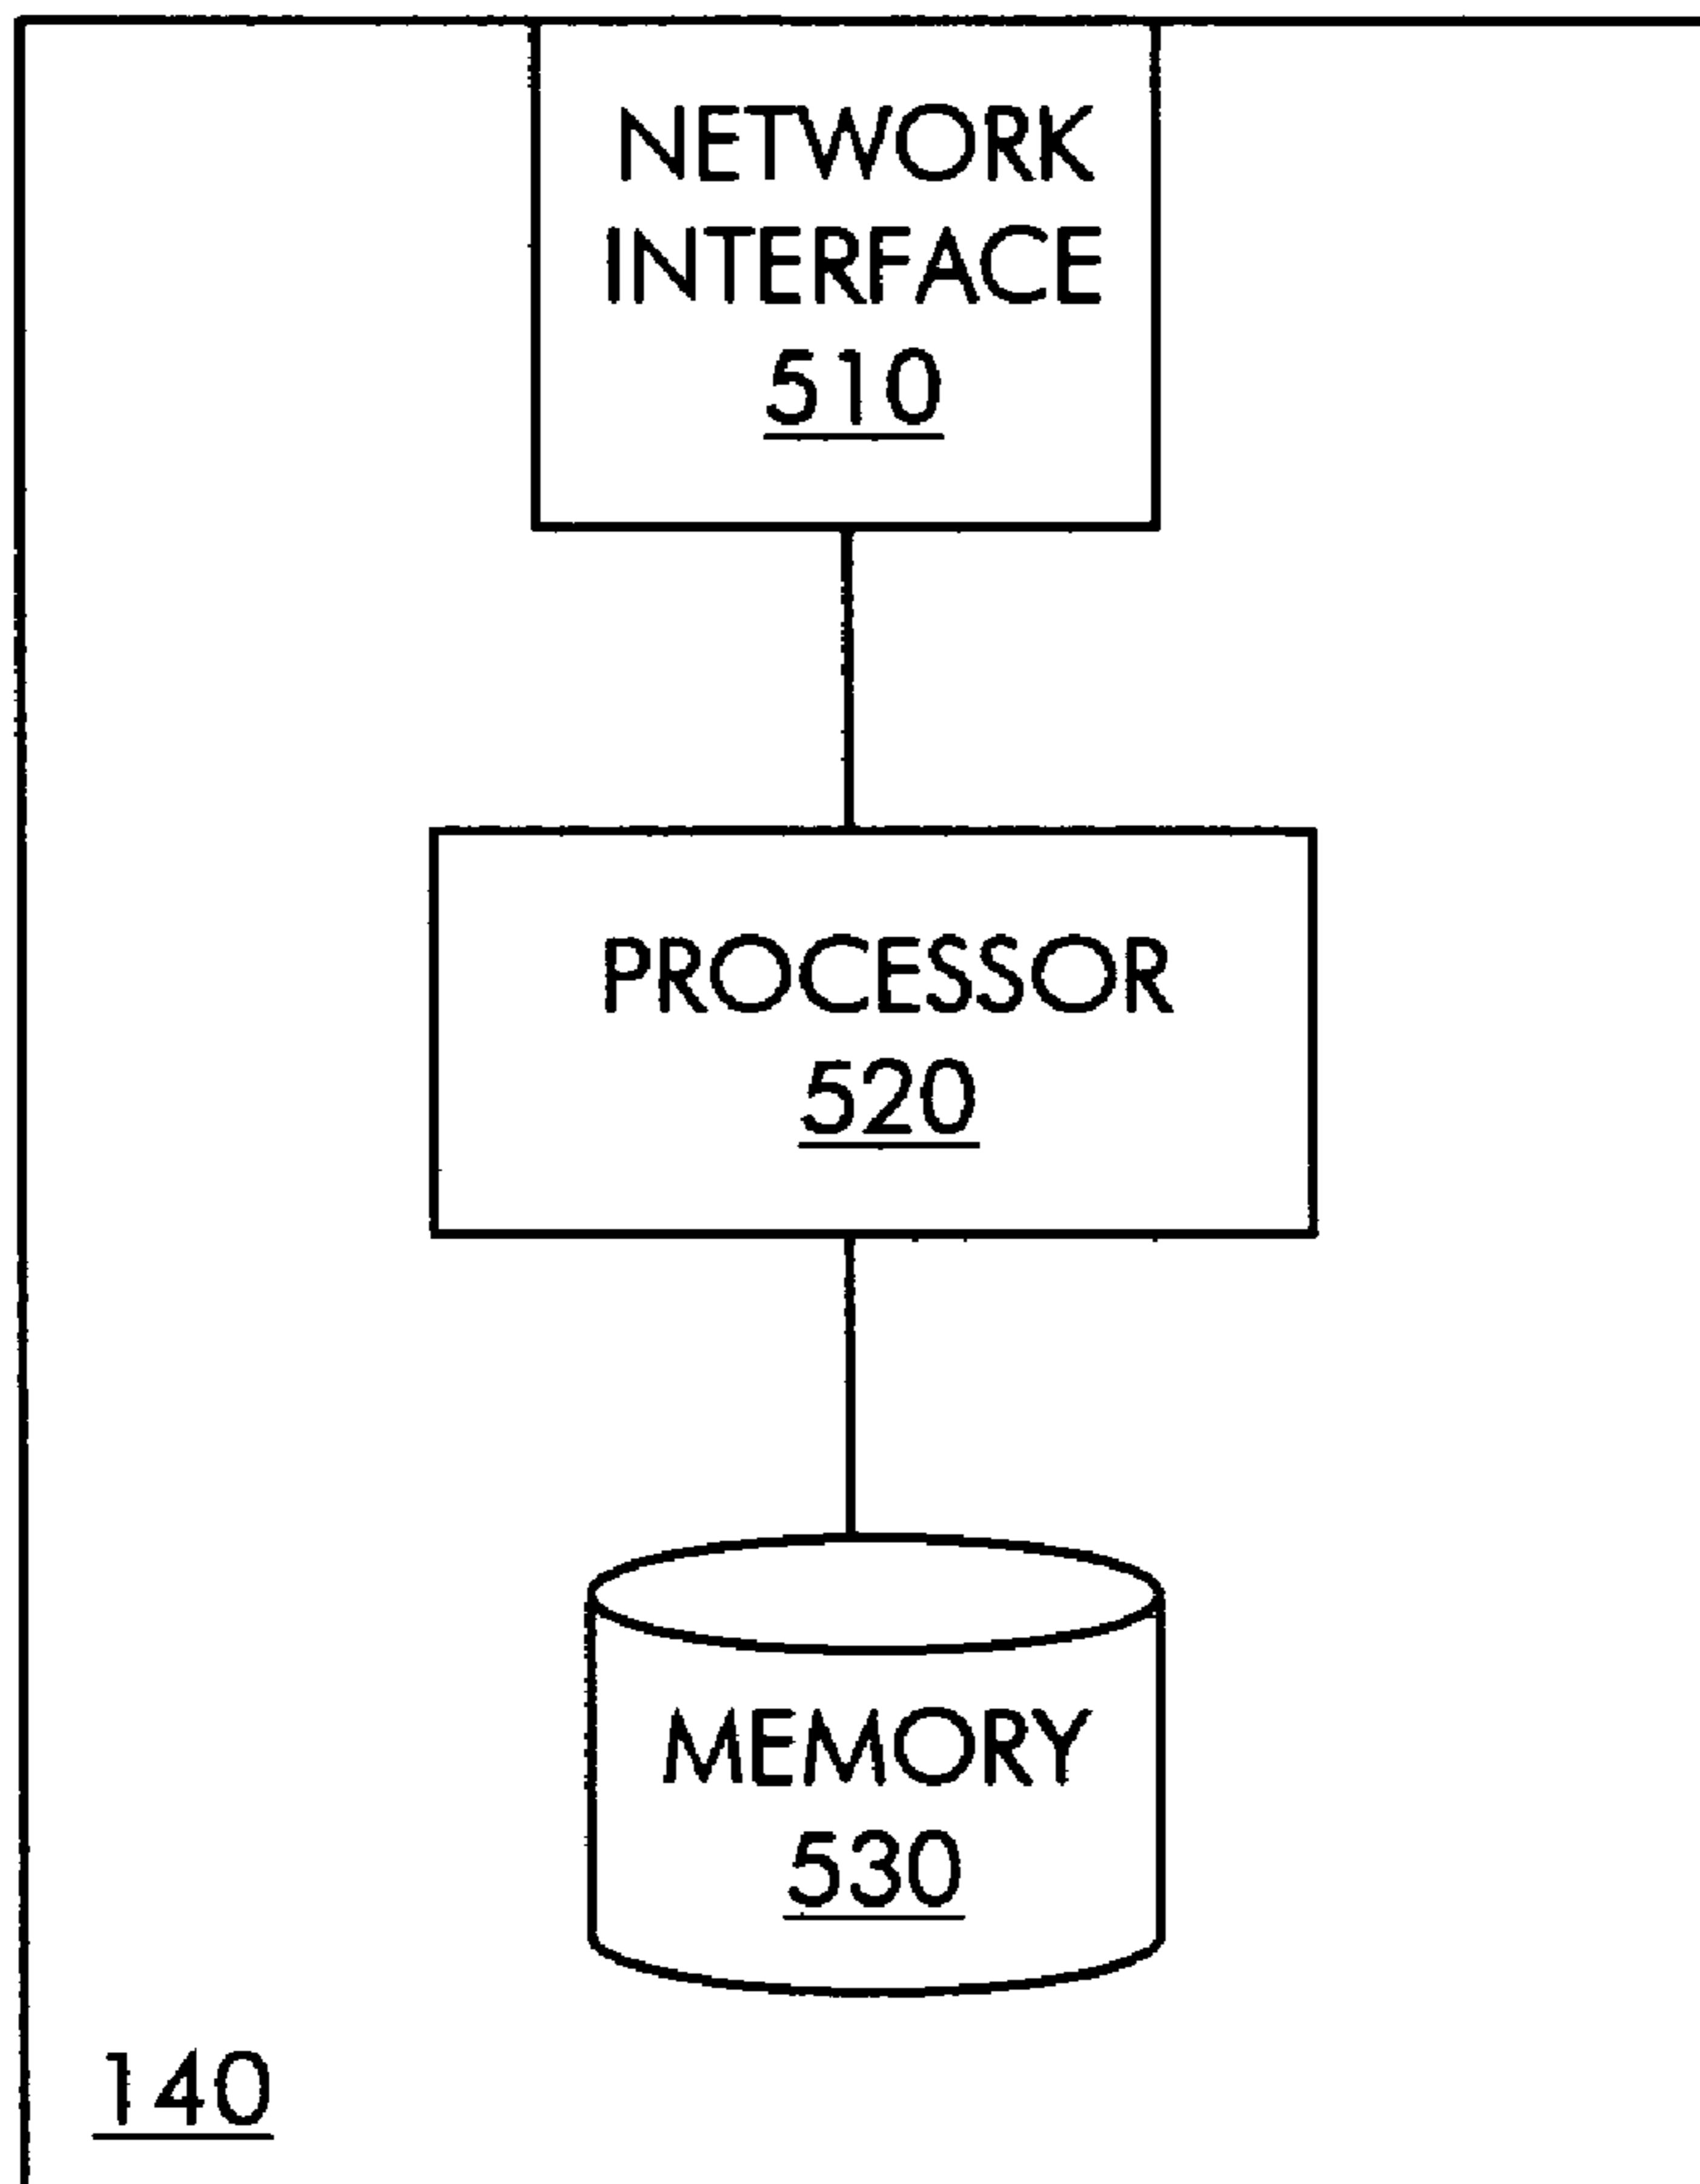 NETWORK
INTERFACE
510
PROCESSOR
520
MEMORY
530
140